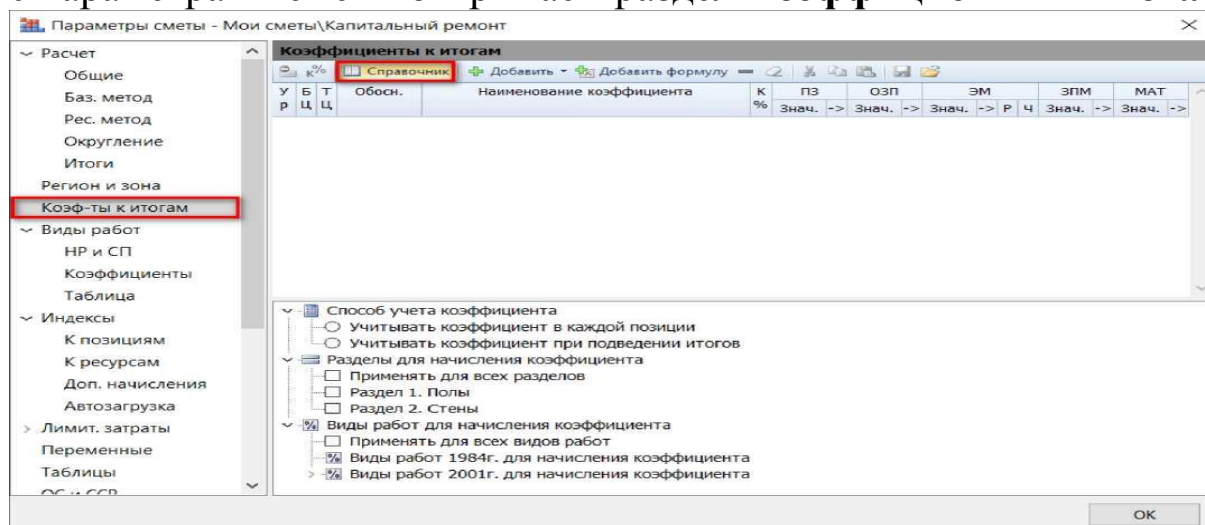 Параметры сметы - Мои сметы\Капитальный ремонт
Расчет
Общие
Баз. метод
Рес. метод
Округление
Итоги
Регион и зона
Коэф-ты к итогам
Виды работ
НР и СП
Коэффициенты
Таблица
Индексы
К позициям
К ресурсам
Доп. начисления
Автозагрузка
Лимит. затраты
Переменные
Таблицы
ОС и ССР
Коэффициенты к итогам
К% Справочник Добавить Добавить формулу
У Б Т Обосн. Наименование коэффициента К ПЗ ОЗП ЭМ ЗПМ МАТ
р Ц Ц % Знач. -> Знач. -> Знач. -> Р Ч Знач. -> Знач. ->
Способ учета коэффициента
Учитывать коэффициент в каждой позиции
Учитывать коэффициент при подведении итогов
Разделы для начисления коэффициента
Применять для всех разделов
Раздел 1. Полы
Раздел 2. Стены
Виды работ для начисления коэффициента
Применять для всех видов работ
Виды работ 1984г. для начисления коэффициента
Виды работ 2001г. для начисления коэффициента
ОК